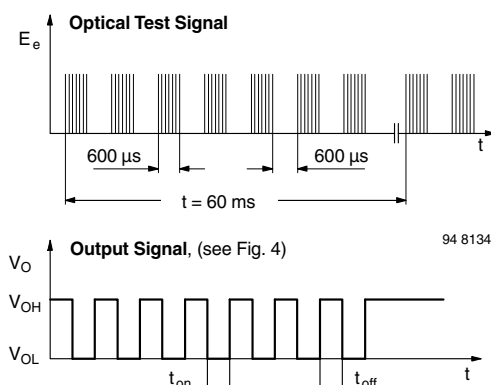 Optical Test Signal
Ee
t
600 µs
600 µs
t = 60 ms
94 8134
Output Signal, (see Fig. 4)
VO
VOH
VOL
ton
toff
t